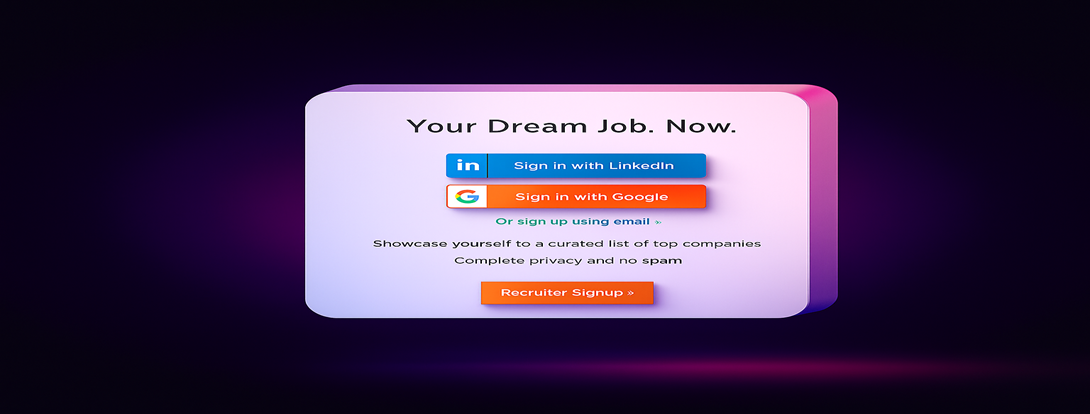 Your Dream Job. Now.
in Sign in with LinkedIn
G Sign in with Google
Or sign up using email »
Showcase yourself to a curated list of top companies
Complete privacy and no spam
Recruiter Signup »